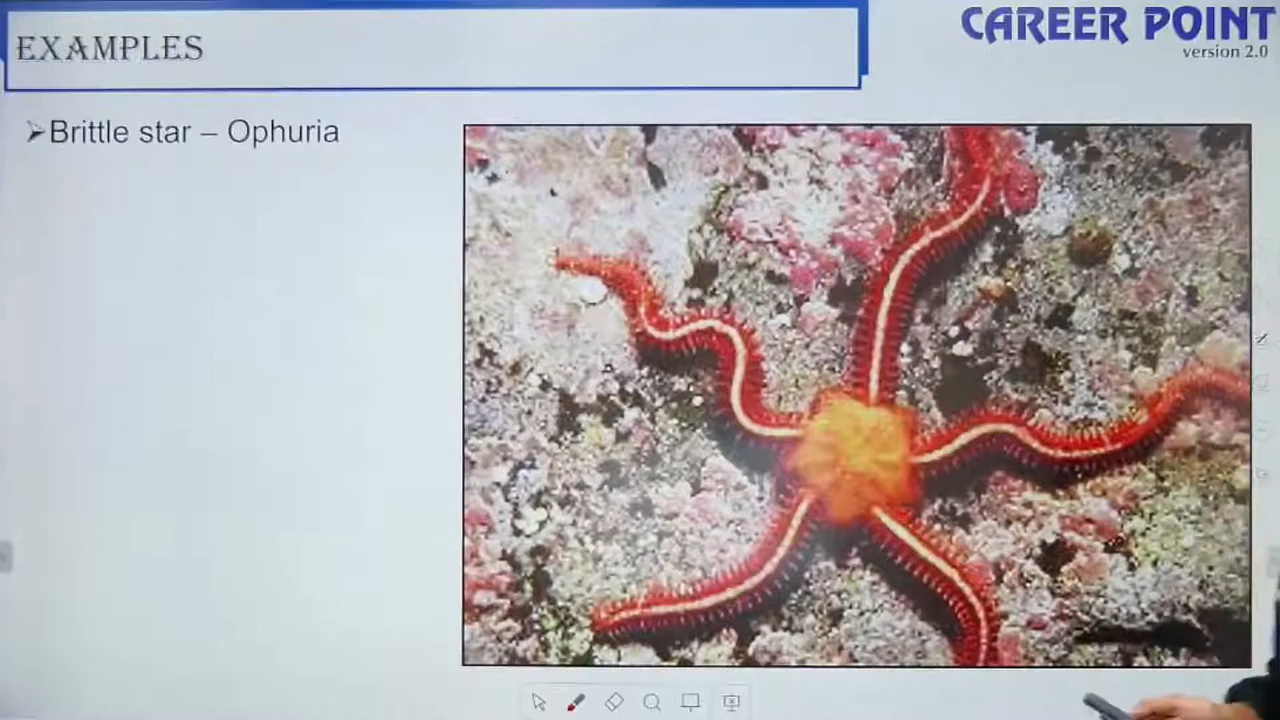 EXAMPLES
CAREER POINT
version 2.0
➢Brittle star – Ophuria